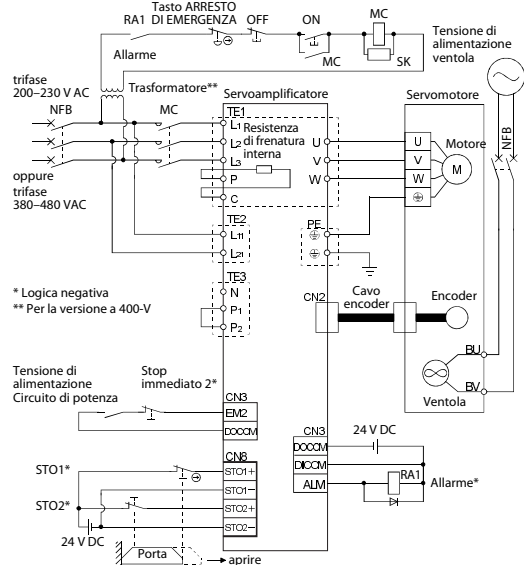 Tasto ARRESTO
DI EMERGENZA
RA1
OFF
ON
MC
Allarme
MC
SK
Tensione di
alimentazione
ventola
trifase
200–230 V AC
Trasformatore**
NFB
MC
Servoamplificatore
Servomotore
NFB
TE1
L1
L2
L3
P
C
Resistenza
di frenatura
interna
U
V
W
U
V
W
Motore
M
oppure
trifase
380–480 VAC
TE2
L11
L21
PE
TE3
N
P1
P2
* Logica negativa
** Per la versione a 400-V
CN2
Cavo
encoder
Encoder
BU
BV
Ventola
Tensione di
alimentazione
Circuito di potenza
Stop
immediato 2*
CN3
EM2
DOCOM
CN3
DOCOM
DICOM
ALM
24 V DC
RA1
Allarme*
CN8
STO1+
STO1–
STO2+
STO2–
STO1*
STO2*
24 V DC
Porta
aprire